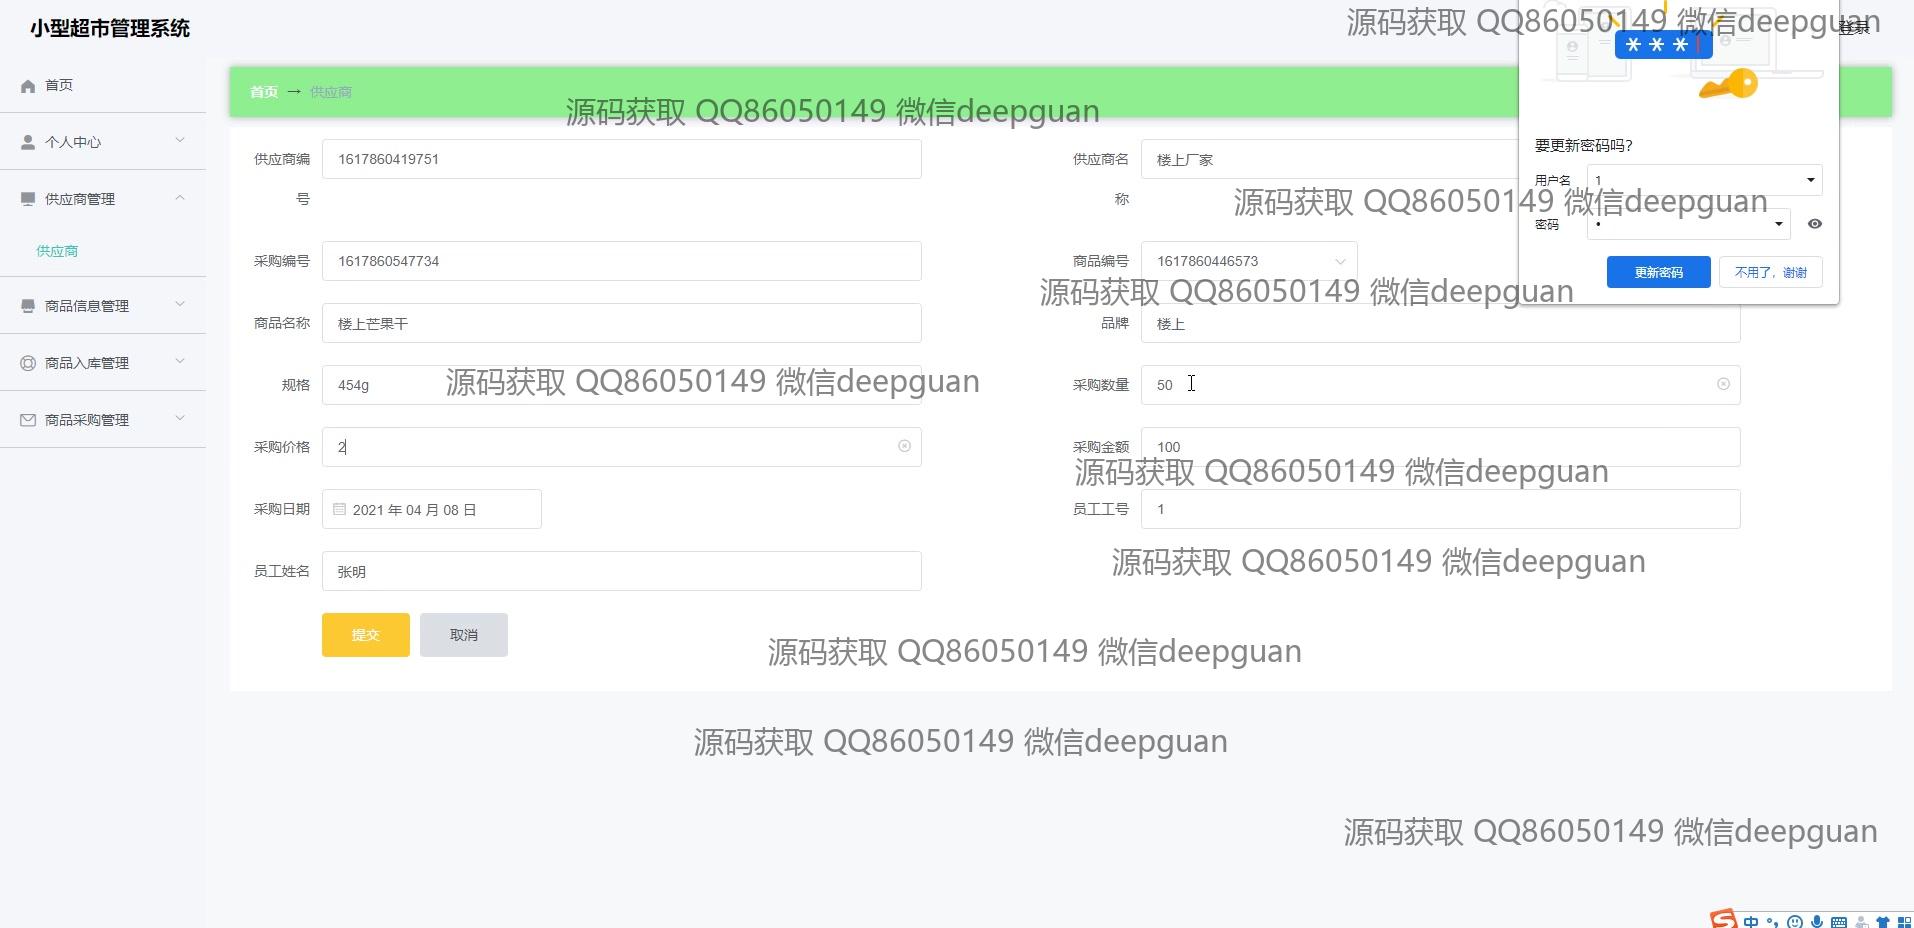 小型超市管理系统
源码获取 QQ86050149 微信deepguan
登录
***
首页
个人中心
供应商管理
供应商
商品信息管理
商品入库管理
商品采购管理
首页 → 供应商
源码获取 QQ86050149 微信deepguan
要更新密码吗?
用户名 1
密码 •
更新密码 不用了，谢谢
供应商编号 1617860419751 供应商名称 楼上厂家
源码获取 QQ86050149 微信deepguan
采购编号 1617860547734 商品编号 1617860446573
源码获取 QQ86050149 微信deepguan
商品名称 楼上芒果干 品牌 楼上
规格 454g 采购数量 50
源码获取 QQ86050149 微信deepguan
采购价格 2 采购金额 100
源码获取 QQ86050149 微信deepguan
采购日期 2021 年 04 月 08 日 员工工号 1
源码获取 QQ86050149 微信deepguan
员工姓名 张明
提交 取消
源码获取 QQ86050149 微信deepguan
源码获取 QQ86050149 微信deepguan
源码获取 QQ86050149 微信deepguan
中